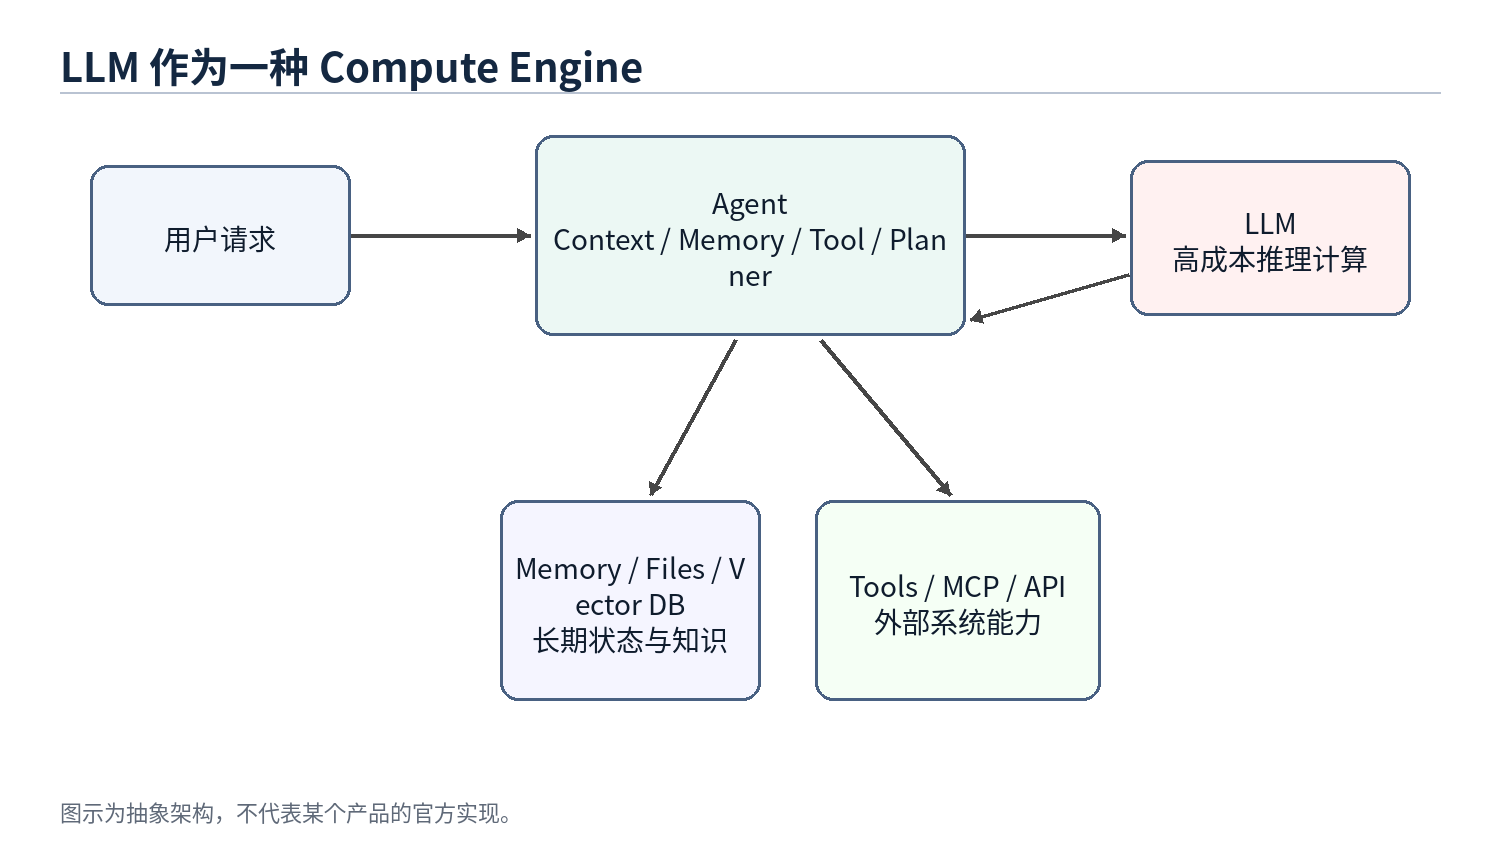 LLM 作为一种 Compute Engine
用户请求
Agent
Context / Memory / Tool / Plan
ner
LLM
高成本推理计算
Memory / Files / V
ector DB
长期状态与知识
Tools / MCP / API
外部系统能力
图示为抽象架构，不代表某个产品的官方实现。